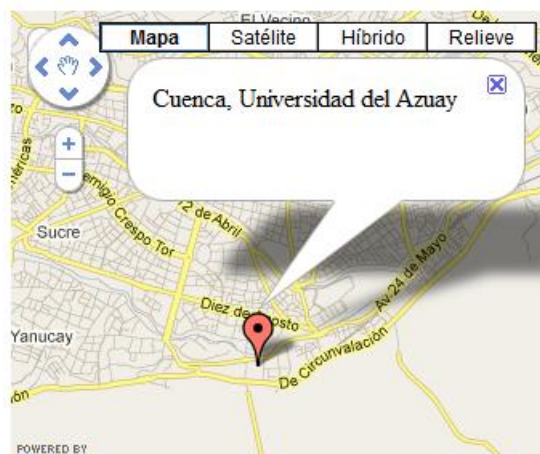 El Vecino
Mapa Satélite Híbrido Relieve
Cuenca, Universidad del Azuay
12 de Abril
Sucre
Diez de Agosto
Av 24 de Mayo
Yanucay
De Circunvalación
POWERED BY